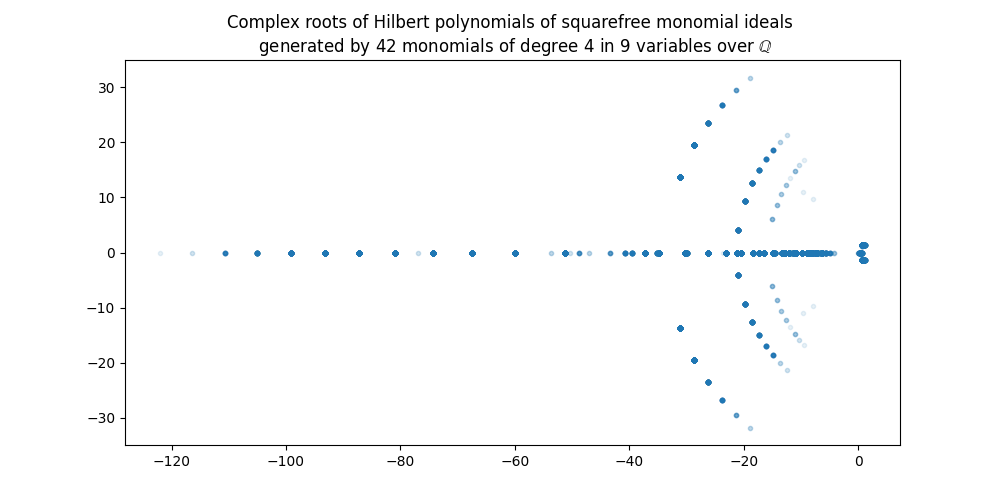 Complex roots of Hilbert polynomials of squarefree monomial ideals
generated by 42 monomials of degree 4 in 9 variables over ℚ
30
20
10
0
−10
−20
−30
−120 −100 −80 −60 −40 −20 0